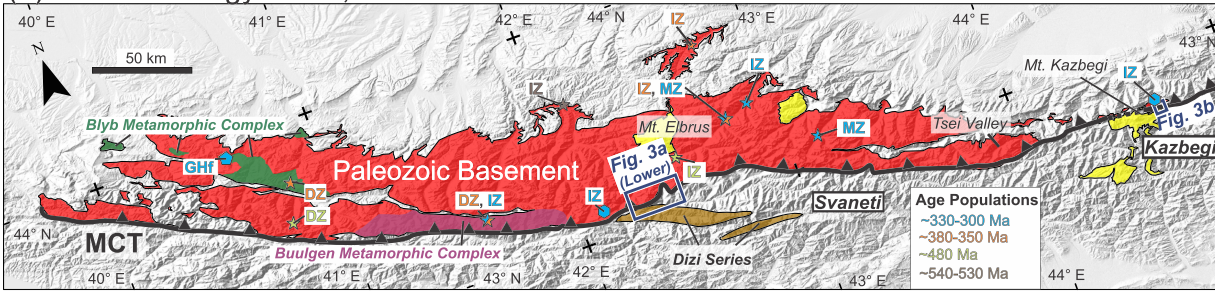 40° E
41° E
42° E
44° N
43° E
44° E
43° N
N
50 km
IZ
IZ
IZ
IZ, MZ
Mt. Kazbegi
IZ
Blyb Metamorphic Complex
Mt. Elbrus
MZ
Tsei Valley
Fig. 3b
Kazbegi
GHf
Paleozoic Basement
Fig. 3a
(Lower)
IZ
DZ
DZ
DZ, IZ
IZ
Svaneti
Age Populations
~330-300 Ma
~380-350 Ma
~480 Ma
~540-530 Ma
44° N
MCT
Buulgen Metamorphic Complex
Dizi Series
40° E
41° E
43° N
42° E
43° E
44° E